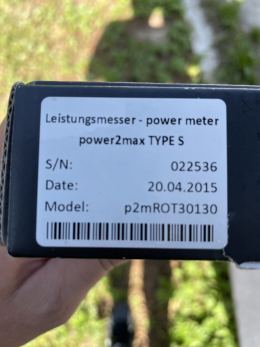 Leistungsmesser - power meter
power2max TYPE S
S/N: 022536
Date: 20.04.2015
Model: p2mROT30130